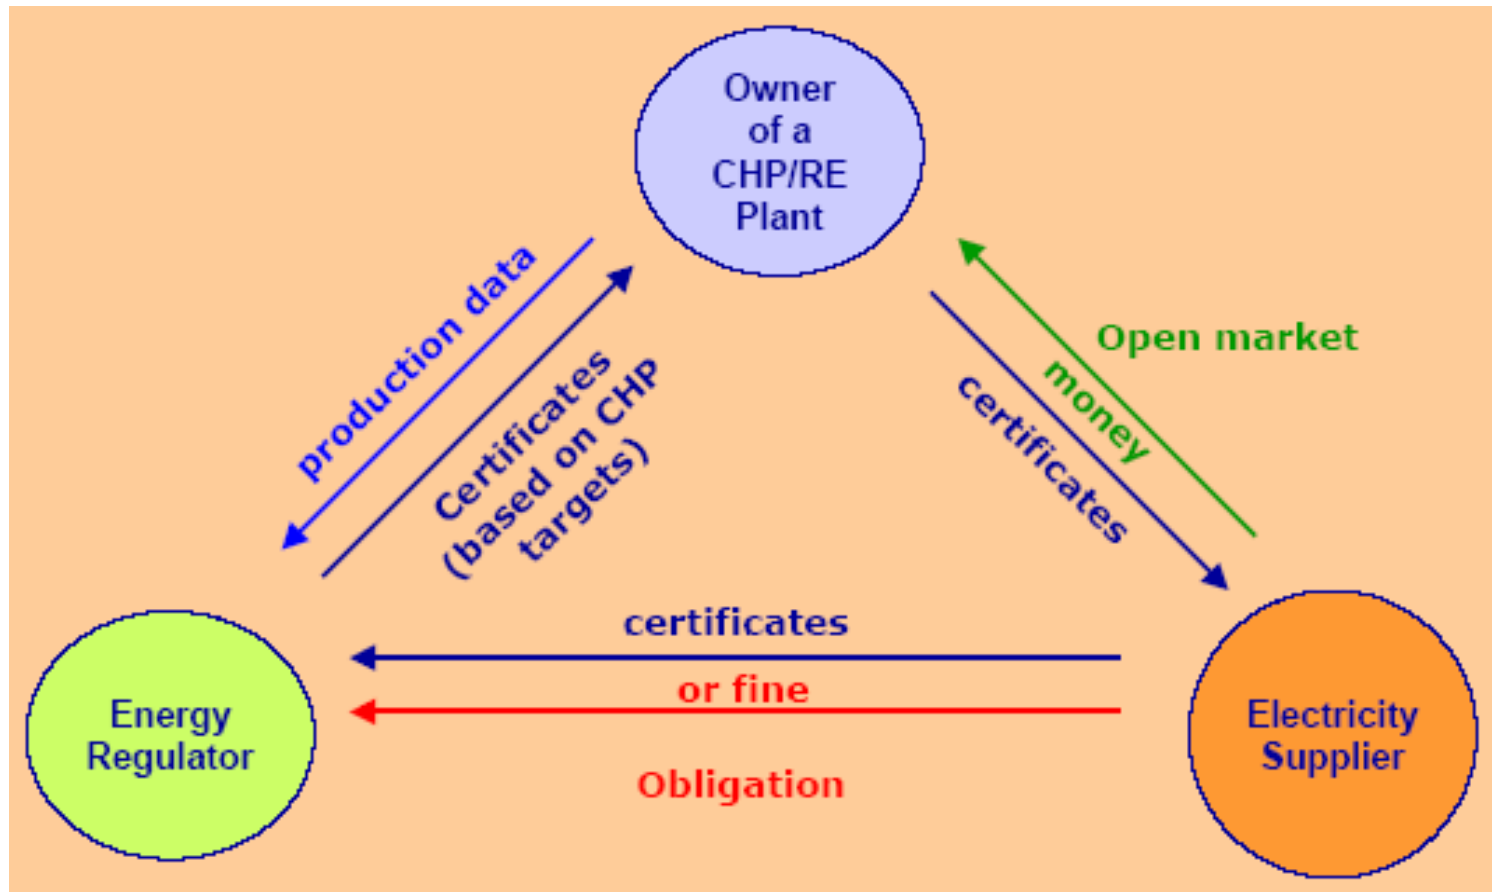 Owner
of a
CHP/RE
Plant
production data
Certificates
(based on CHP
targets)
Open market
money
certificates
certificates
or fine
Obligation
Energy
Regulator
Electricity
Supplier